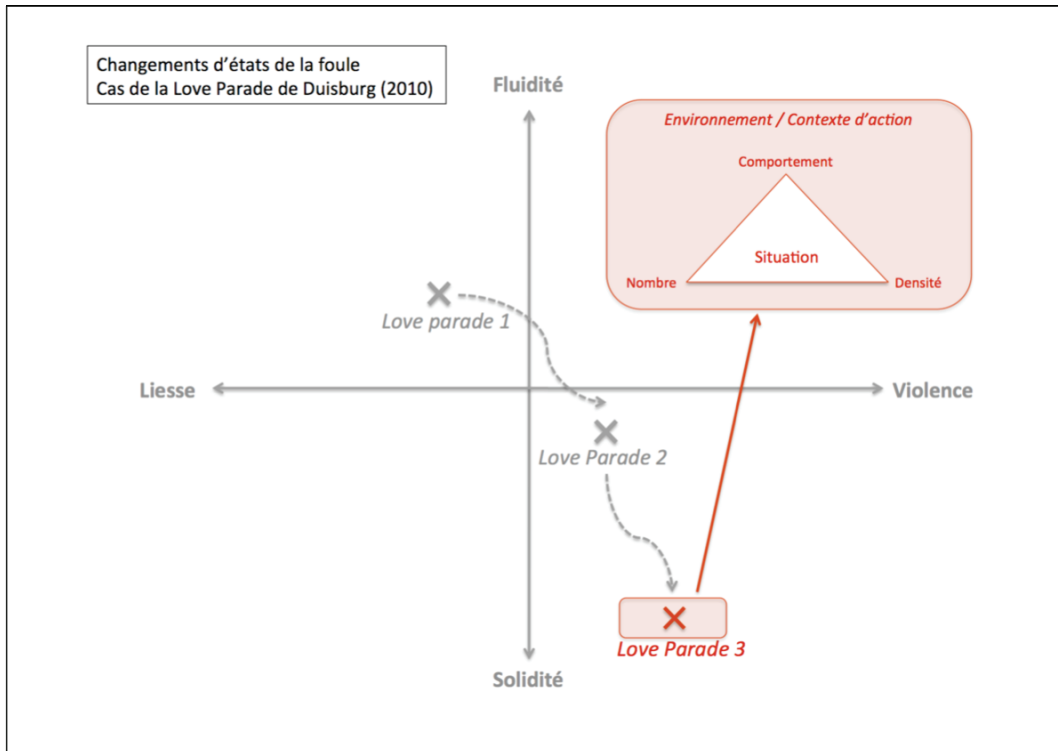 Changements d'états de la foule
Cas de la Love Parade de Duisburg (2010)
Fluidité
Environnement / Contexte d'action
Comportement
Situation
Nombre
Densité
Love parade 1
Liesse
Violence
Love Parade 2
Love Parade 3
Solidité